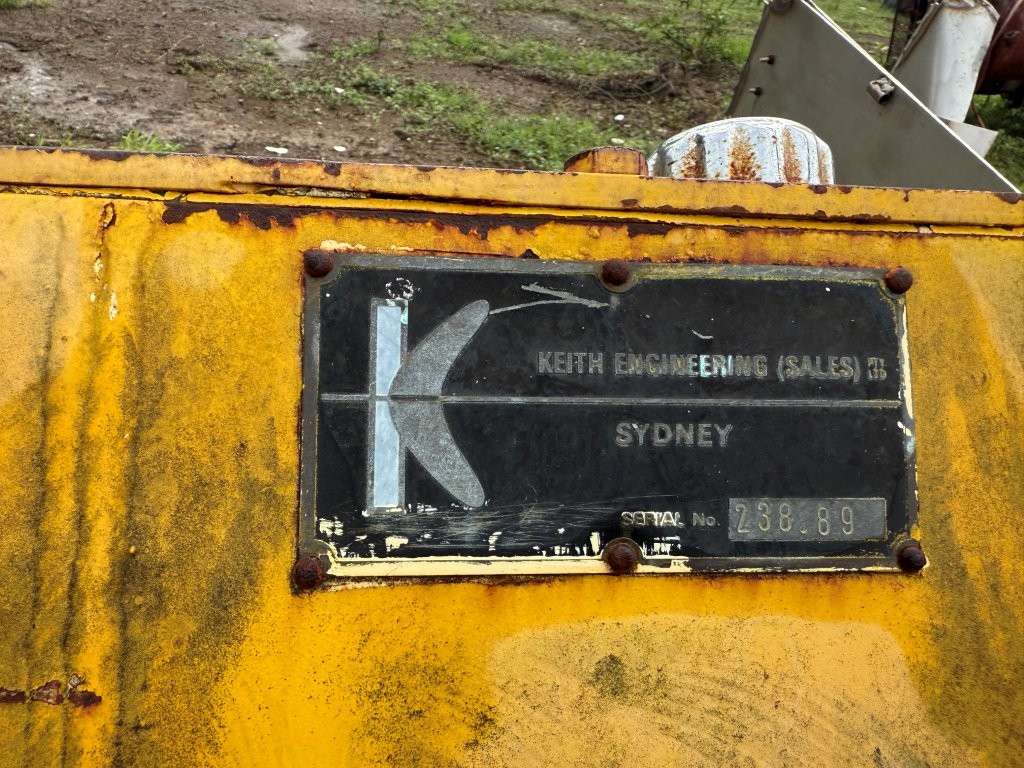 K
KEITH ENGINEERING (SALES)
SYDNEY
SERIAL No. 238.89